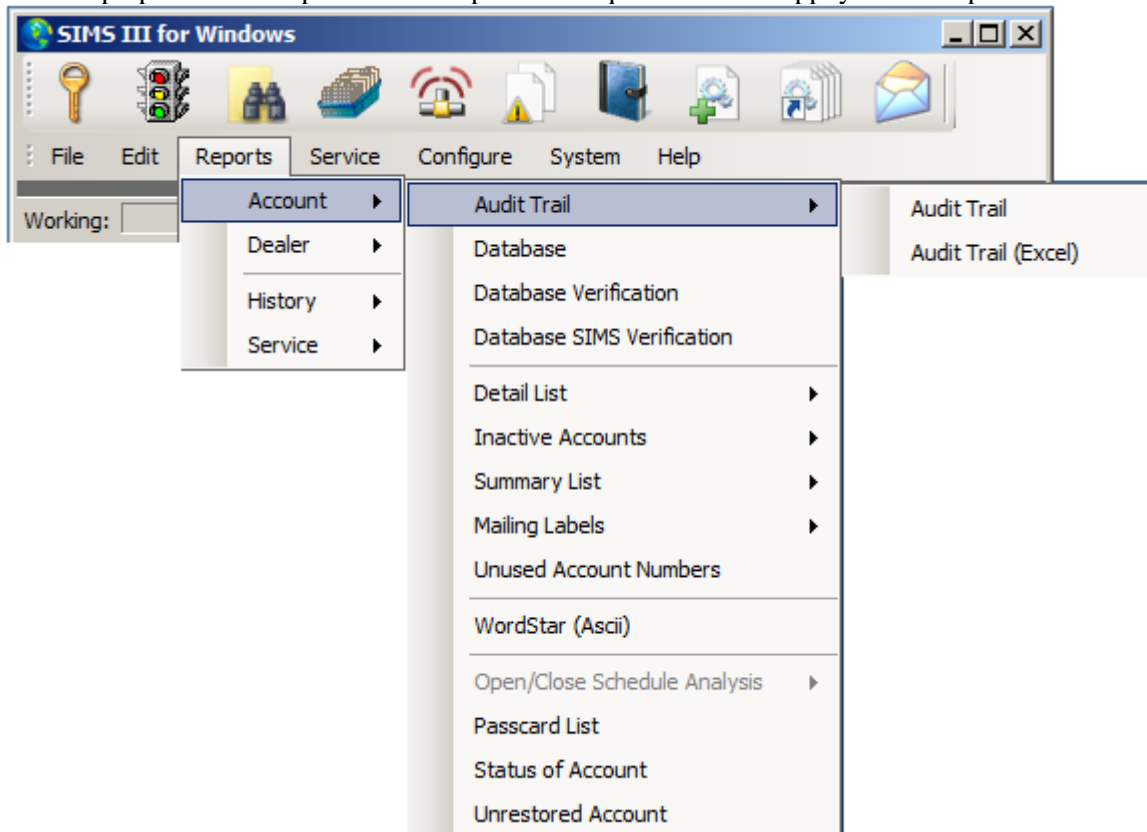 SIMS III for Windows
File Edit Reports Service Configure System Help
Working:
Account
Dealer
History
Service
Audit Trail
Database
Database Verification
Database SIMS Verification
Detail List
Inactive Accounts
Summary List
Mailing Labels
Unused Account Numbers
WordStar (Ascii)
Open/Close Schedule Analysis
Passcard List
Status of Account
Unrestored Account
Audit Trail
Audit Trail (Excel)